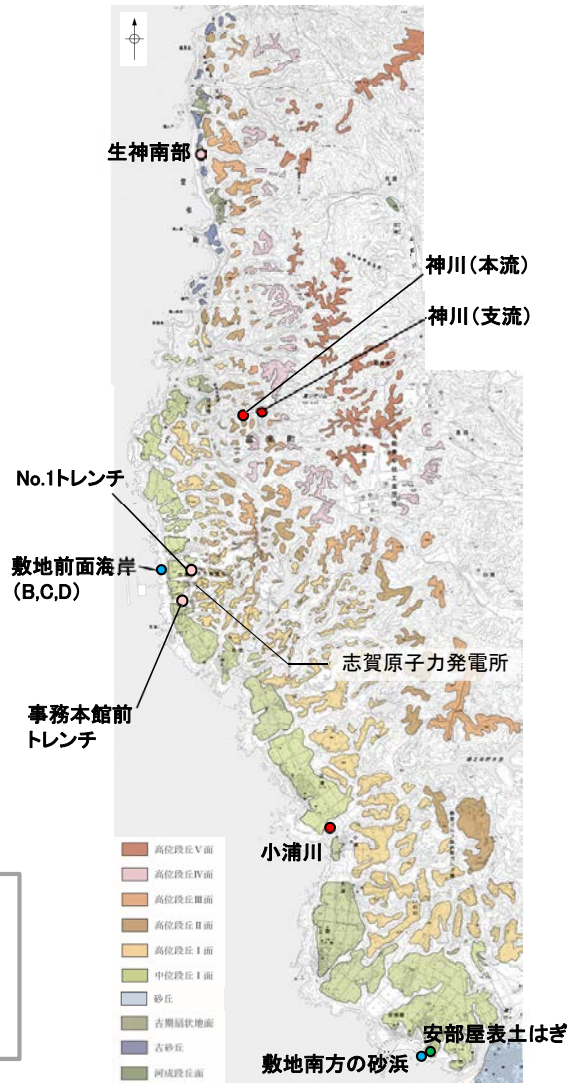 生神南部
神川(本流)
神川(支流)
No.1トレンチ
敷地前面海岸
(B,C,D)
志賀原子力発電所
事務本館前
トレンチ
小浦川
高位段丘Ⅴ面
高位段丘Ⅳ面
高位段丘Ⅲ面
高位段丘Ⅱ面
高位段丘Ⅰ面
中位段丘Ⅰ面
砂丘
古期扇状地面
古砂丘
河成段丘面
安部屋表土はぎ
敷地南方の砂浜